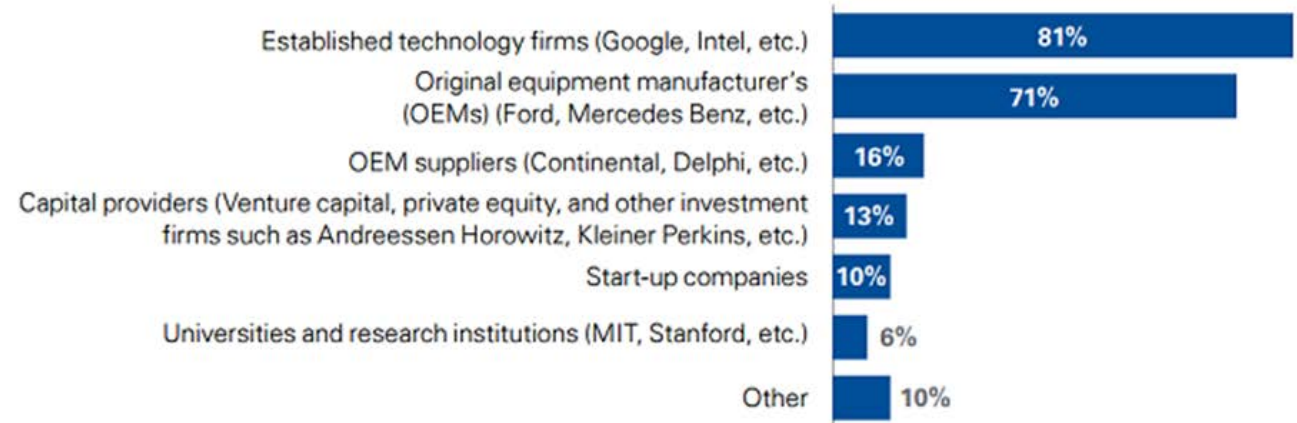 Established technology firms (Google, Intel, etc.) 81%
Original equipment manufacturer's
(OEMs) (Ford, Mercedes Benz, etc.) 71%
OEM suppliers (Continental, Delphi, etc.) 16%
Capital providers (Venture capital, private equity, and other investment
firms such as Andreessen Horowitz, Kleiner Perkins, etc.) 13%
Start-up companies 10%
Universities and research institutions (MIT, Stanford, etc.) 6%
Other 10%